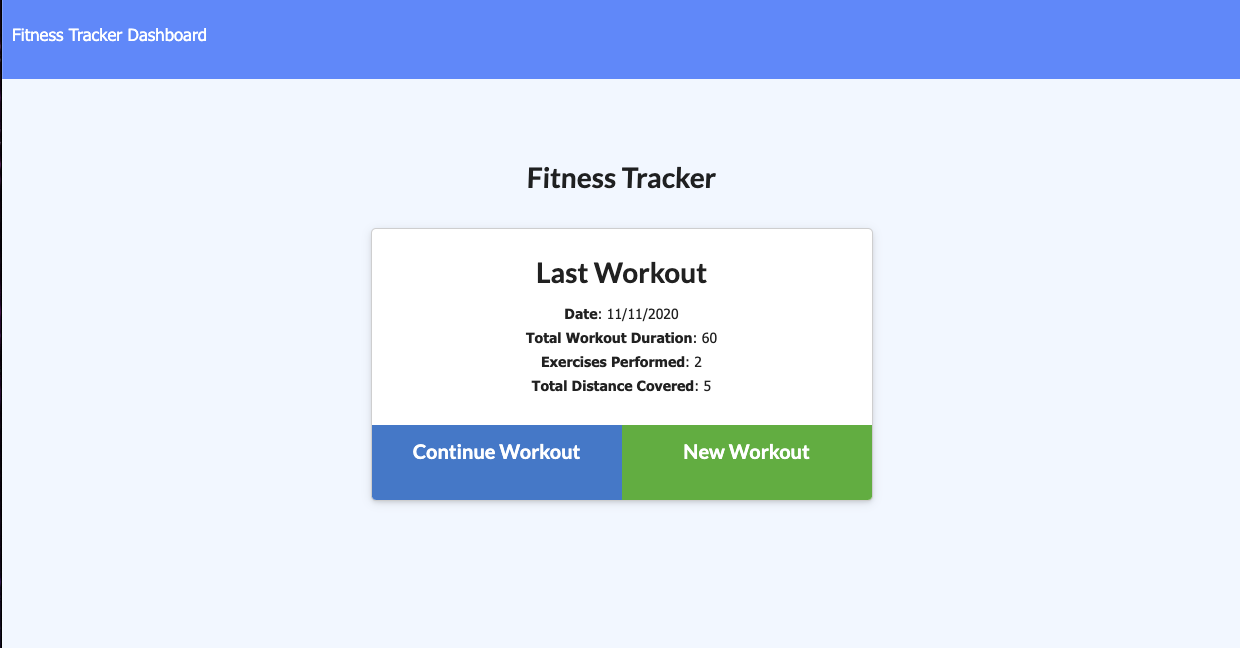 Fitness Tracker Dashboard
Fitness Tracker
Last Workout
Date: 11/11/2020
Total Workout Duration: 60
Exercises Performed: 2
Total Distance Covered: 5
Continue Workout
New Workout